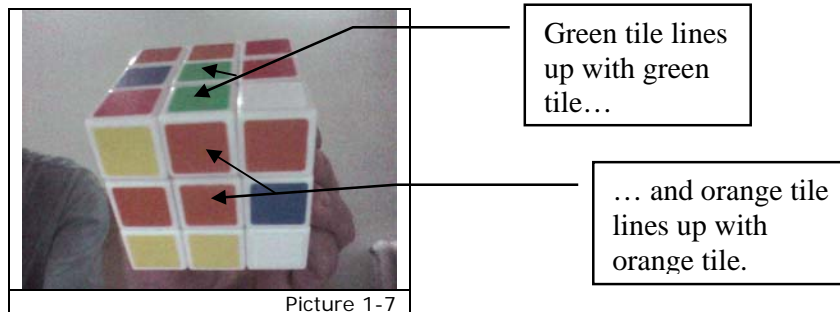 Green tile lines
up with green
tile…
… and orange tile
lines up with
orange tile.
Picture 1-7